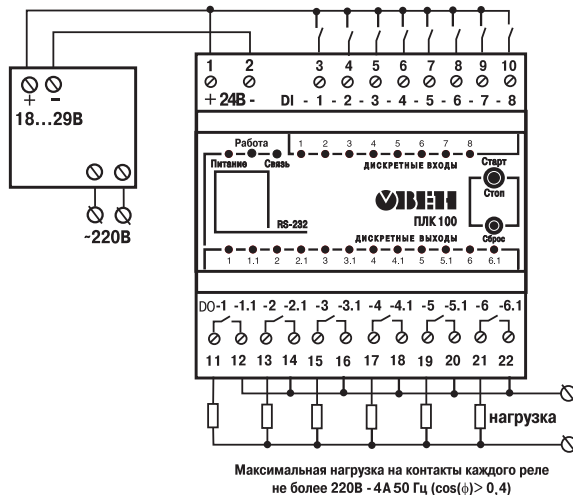 1 2 3 4 5 6 7 8 9 10
+ 24В - DI - 1 - 2 - 3 - 4 - 5 - 6 - 7 - 8
+ -
18...29В
~220В
Работа
Питание Связь
1 2 3 4 5 6 7 8
ДИСКРЕТНЫЕ ВХОДЫ
Старт
Стоп
ОВЕН
ПЛК 100
RS-232
ДИСКРЕТНЫЕ ВЫХОДЫ
Сброс
1 1.1 2 2.1 3 3.1 4 4.1 5 5.1 6 6.1
DO-1 -1.1 -2 -2.1 -3 -3.1 -4 -4.1 -5 -5.1 -6 -6.1
11 12 13 14 15 16 17 18 19 20 21 22
нагрузка
Максимальная нагрузка на контакты каждого реле
не более 220В - 4А 50 Гц (cos(ϕ)> 0,4)